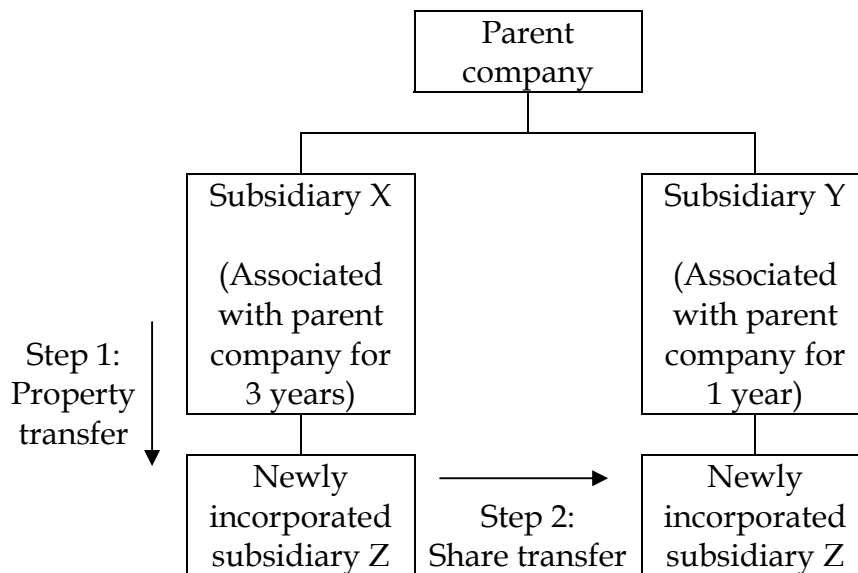 Parent
company
Subsidiary X
(Associated
with parent
company for
3 years)
Subsidiary Y
(Associated
with parent
company for
1 year)
Step 1:
Property
transfer
Newly
incorporated
subsidiary Z
Step 2:
Share transfer
Newly
incorporated
subsidiary Z